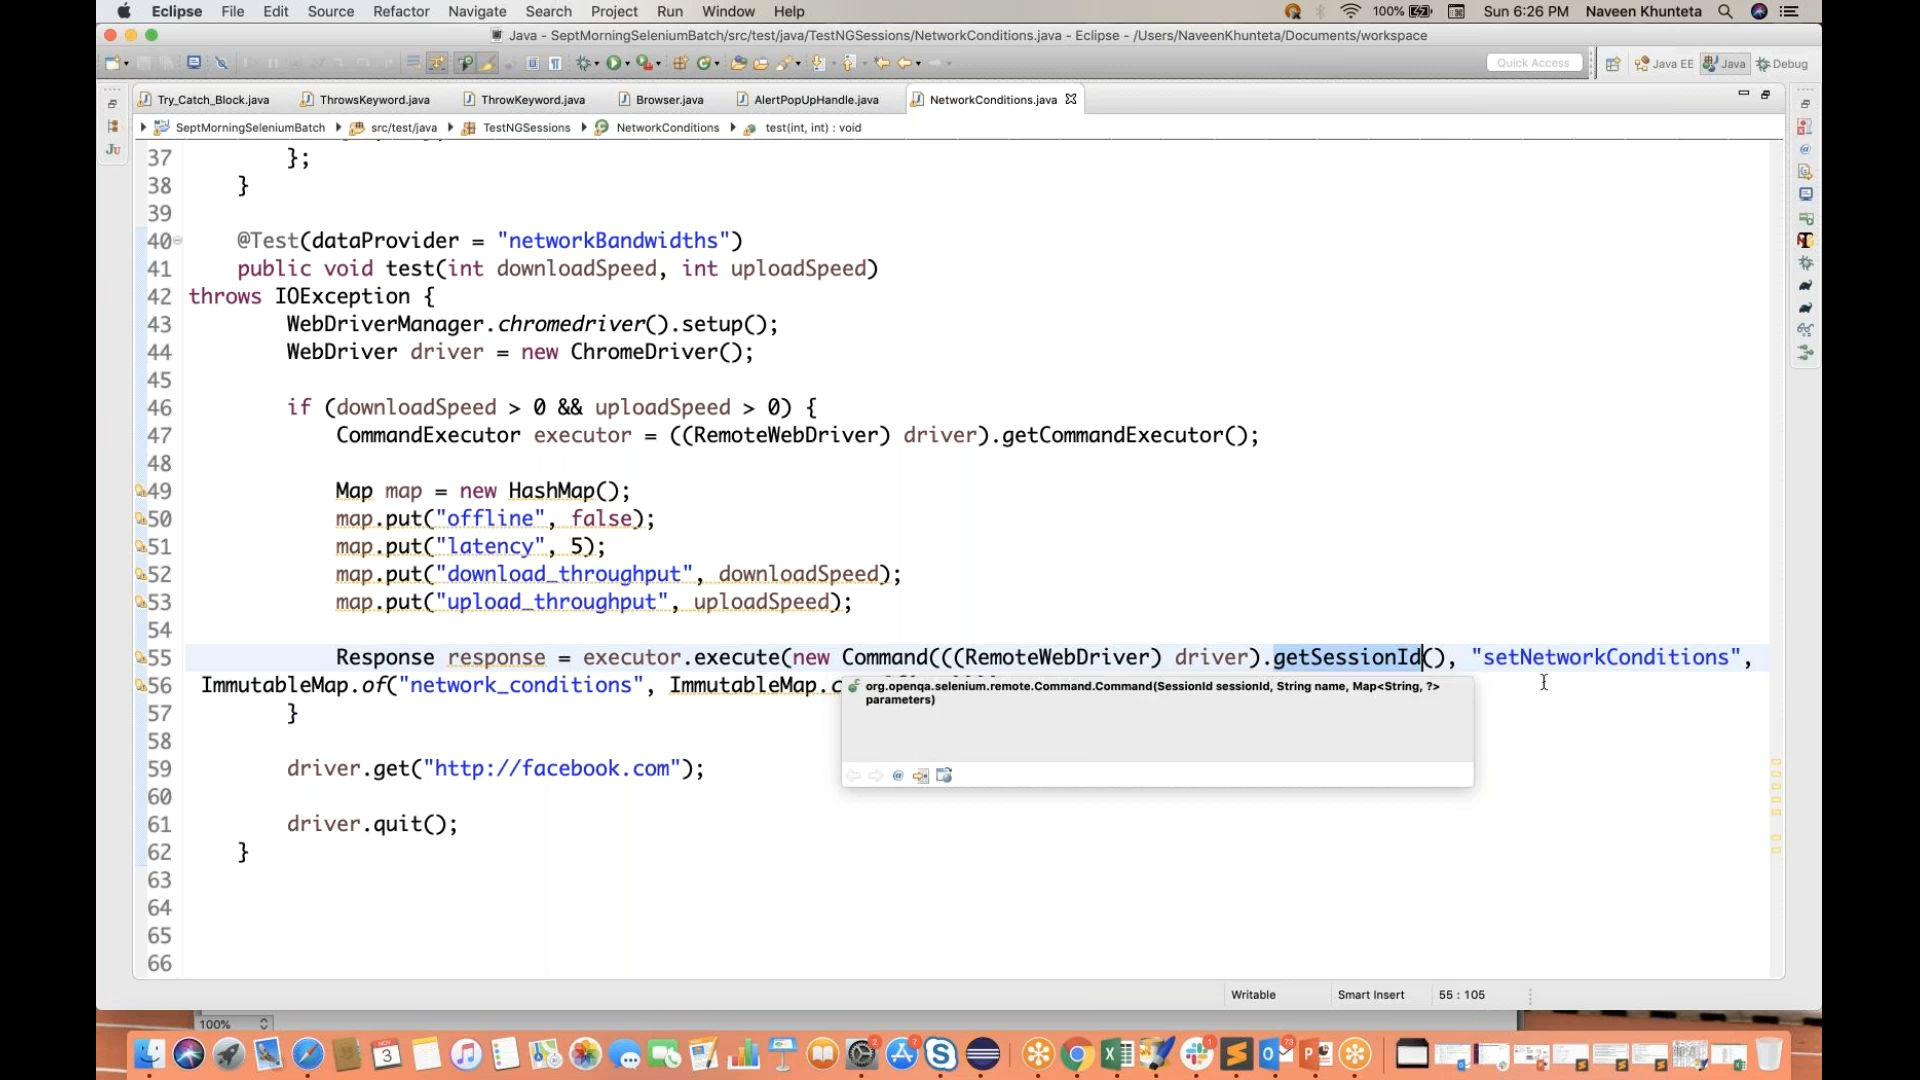 Eclipse File Edit Source Refactor Navigate Search Project Run Window Help 100% Sun 6:26 PM Naveen Khunteta
Java - SeptMorningSeleniumBatch/src/test/java/TestNGSessions/NetworkConditions.java - Eclipse - /Users/NaveenKhunteta/Documents/workspace
Quick Access Java EE Java Debug
Try_Catch_Block.java ThrowsKeyword.java ThrowKeyword.java Browser.java AlertPopUpHandle.java NetworkConditions.java
SeptMorningSeleniumBatch src/test/java TestNGSessions NetworkConditions test(int, int) : void
37 };
38 }
39
40 @Test(dataProvider = "networkBandwidths")
41 public void test(int downloadSpeed, int uploadSpeed)
42 throws IOException {
43 WebDriverManager.chromedriver().setup();
44 WebDriver driver = new ChromeDriver();
45
46 if (downloadSpeed > 0 && uploadSpeed > 0) {
47 CommandExecutor executor = ((RemoteWebDriver) driver).getCommandExecutor();
48
49 Map map = new HashMap();
50 map.put("offline", false);
51 map.put("latency", 5);
52 map.put("download_throughput", downloadSpeed);
53 map.put("upload_throughput", uploadSpeed);
54
55 Response response = executor.execute(new Command(((RemoteWebDriver) driver).getSessionId(), "setNetworkConditions",
56 ImmutableMap.of("network_conditions", ImmutableMap.c
org.openqa.selenium.remote.Command.Command(SessionId sessionId, String name, Map<String, ?>
parameters)
57 }
58
59 driver.get("http://facebook.com");
60
61 driver.quit();
62 }
63
64
65
66
Writable Smart Insert 55 : 105
100%